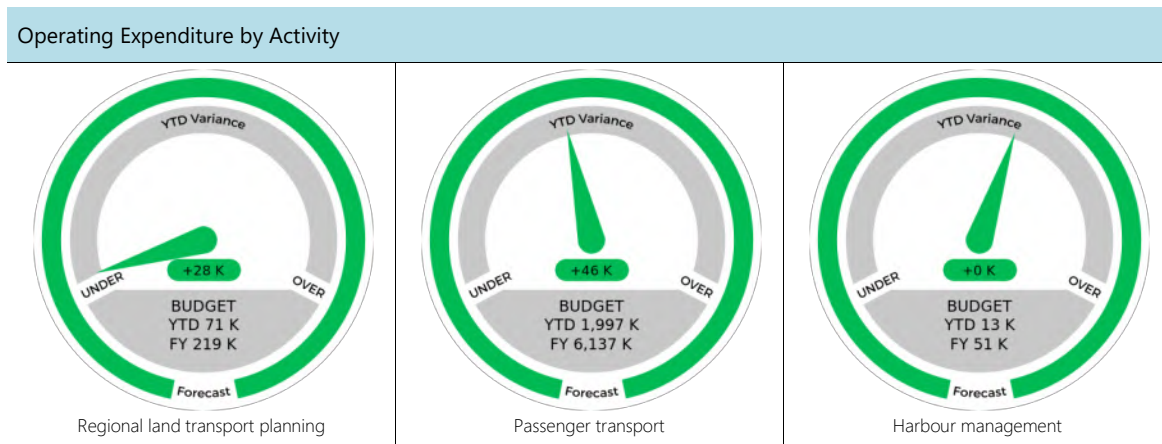 Operating Expenditure by Activity
YTD Variance
+28 K
UNDER
OVER
BUDGET
YTD 71 K
FY 219 K
Forecast
Regional land transport planning
YTD Variance
+46 K
UNDER
OVER
BUDGET
YTD 1,997 K
FY 6,137 K
Forecast
Passenger transport
YTD Variance
+0 K
UNDER
OVER
BUDGET
YTD 13 K
FY 51 K
Forecast
Harbour management